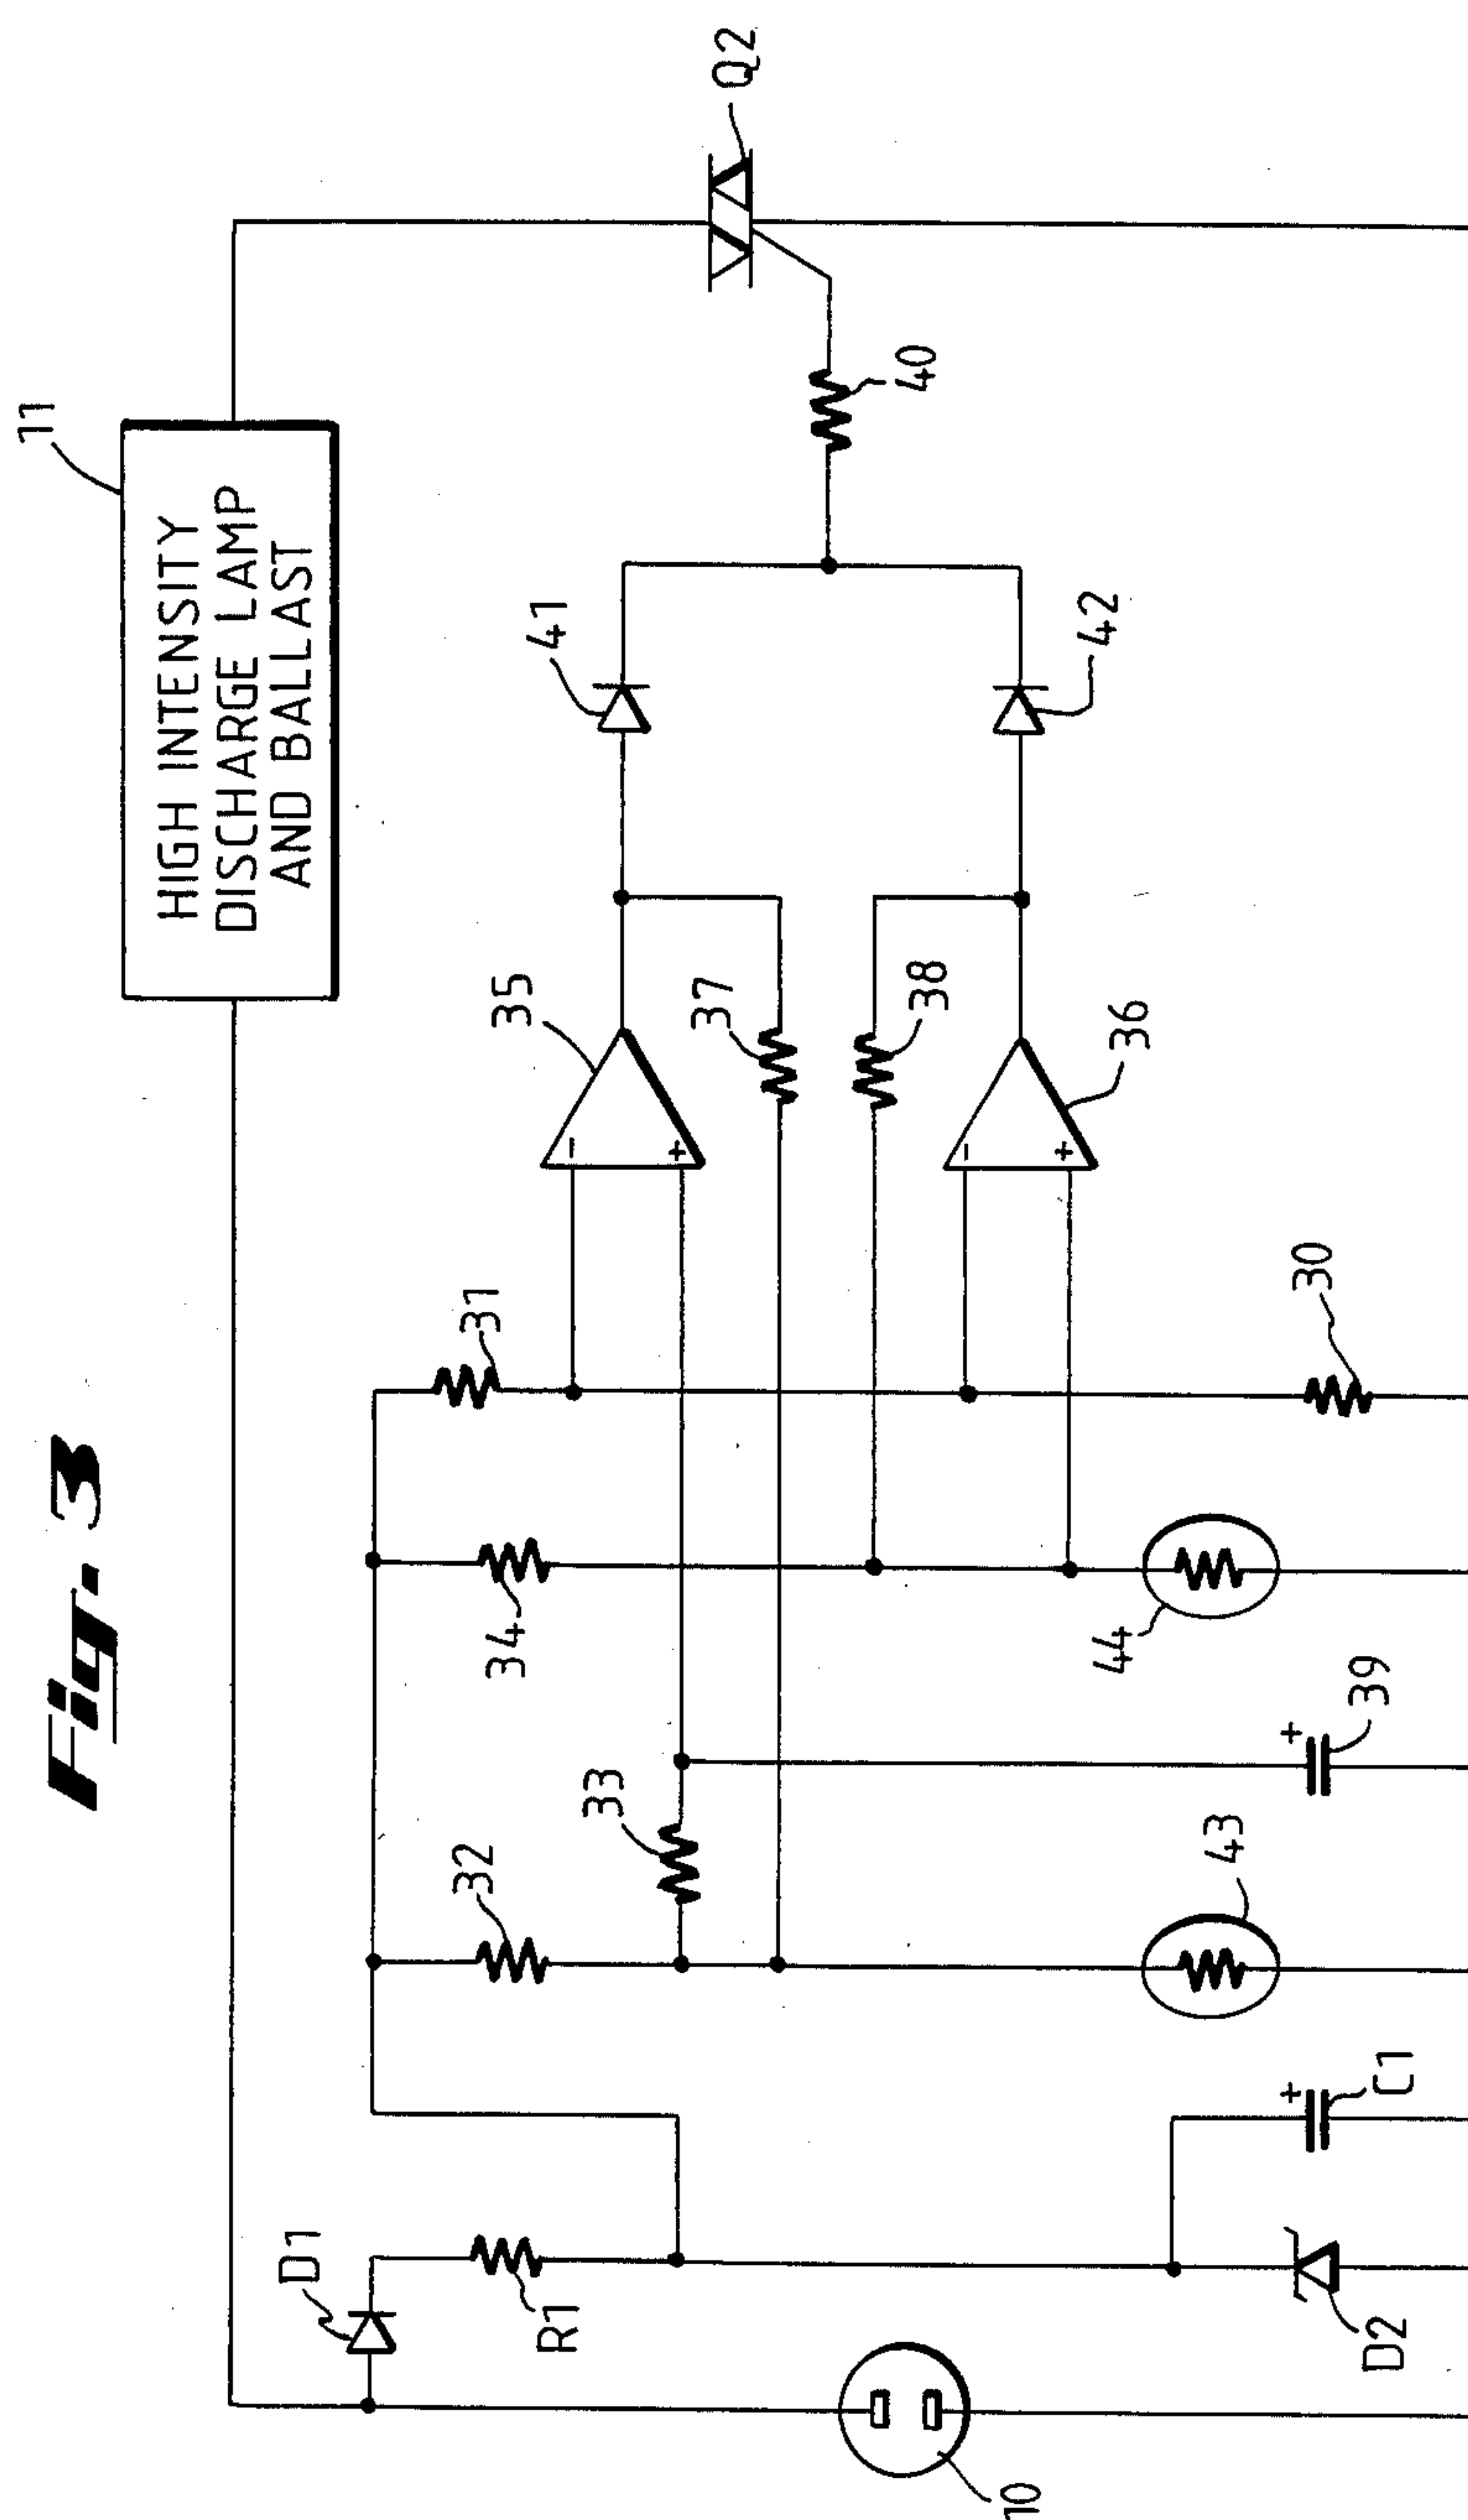 Fig. 3
11
HIGH INTENSITY
DISCHARGE LAMP
AND BALLAST
Q2
D1
R1
32
33
34
31
35
-
+
41
37
38
40
36
-
+
42
10
D2
+
C1
43
+
39
44
30